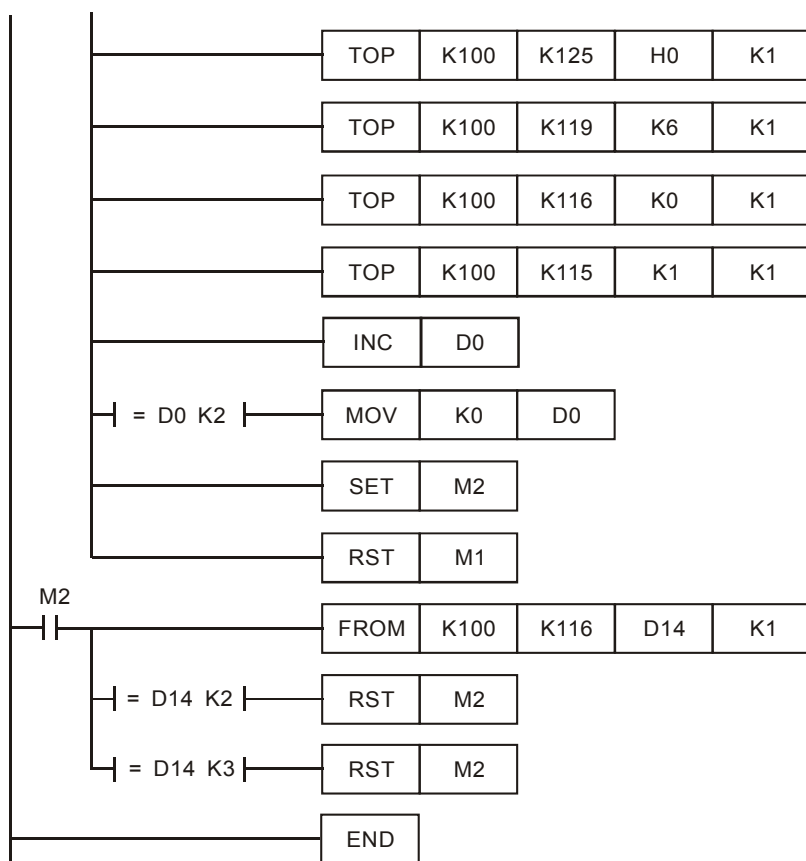 TOP K100 K125 H0 K1
TOP K100 K119 K6 K1
TOP K100 K116 K0 K1
TOP K100 K115 K1 K1
INC D0
= D0 K2 MOV K0 D0
SET M2
RST M1
M2
FROM K100 K116 D14 K1
= D14 K2 RST M2
= D14 K3 RST M2
END